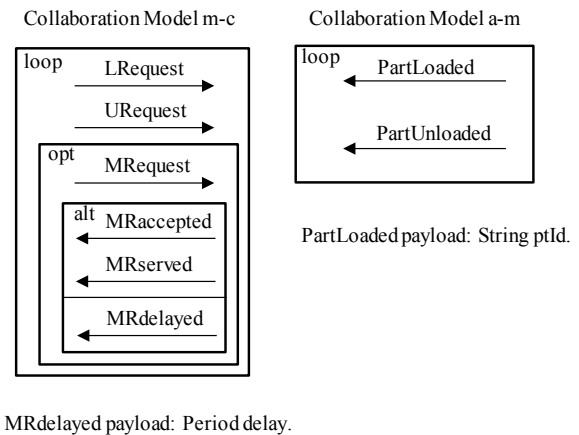 Collaboration Model m-c
loop
LRequest
URequest
opt
MRequest
alt
MRaccepted
MRserved
MRdelayed
MRdelayed payload: Period delay.
Collaboration Model a-m
loop
PartLoaded
PartUnloaded
PartLoaded payload: String ptId.